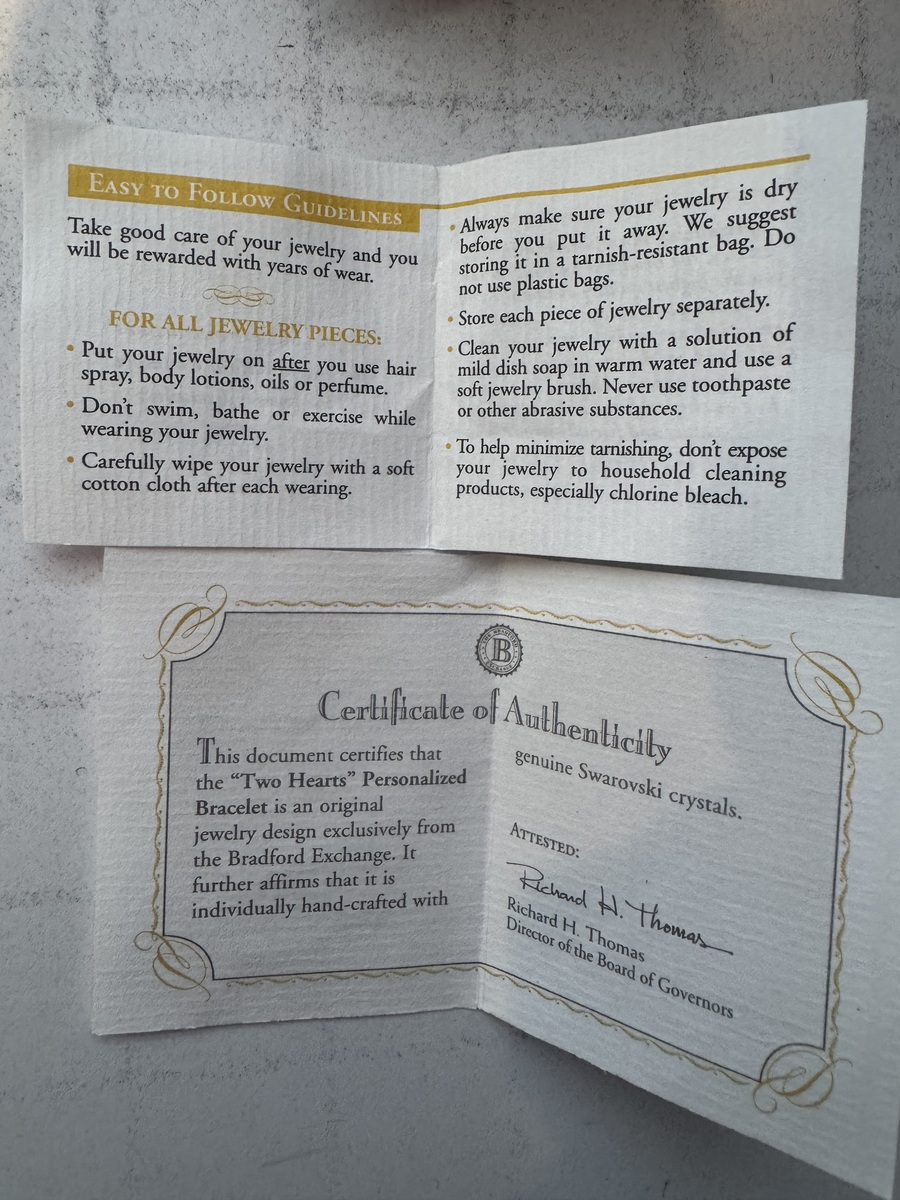 EASY TO FOLLOW GUIDELINES
Take good care of your jewelry and you
will be rewarded with years of wear.
FOR ALL JEWELRY PIECES:
• Put your jewelry on after you use hair
spray, body lotions, oils or perfume.
• Don't swim, bathe or exercise while
wearing your jewelry.
• Carefully wipe your jewelry with a soft
cotton cloth after each wearing.
• Always make sure your jewelry is dry
before you put it away. We suggest
storing it in a tarnish-resistant bag. Do
not use plastic bags.
• Store each piece of jewelry separately.
• Clean your jewelry with a solution of
mild dish soap in warm water and use a
soft jewelry brush. Never use toothpaste
or other abrasive substances.
• To help minimize tarnishing, don't expose
your jewelry to household cleaning
products, especially chlorine bleach.
THE BRADFORD EXCHANGE
B
Certificate of Authenticity
This document certifies that
the “Two Hearts” Personalized
Bracelet is an original
jewelry design exclusively from
the Bradford Exchange. It
further affirms that it is
individually hand-crafted with
genuine Swarovski crystals.
ATTESTED:
Richard H. Thomas
Richard H. Thomas
Director of the Board of Governors